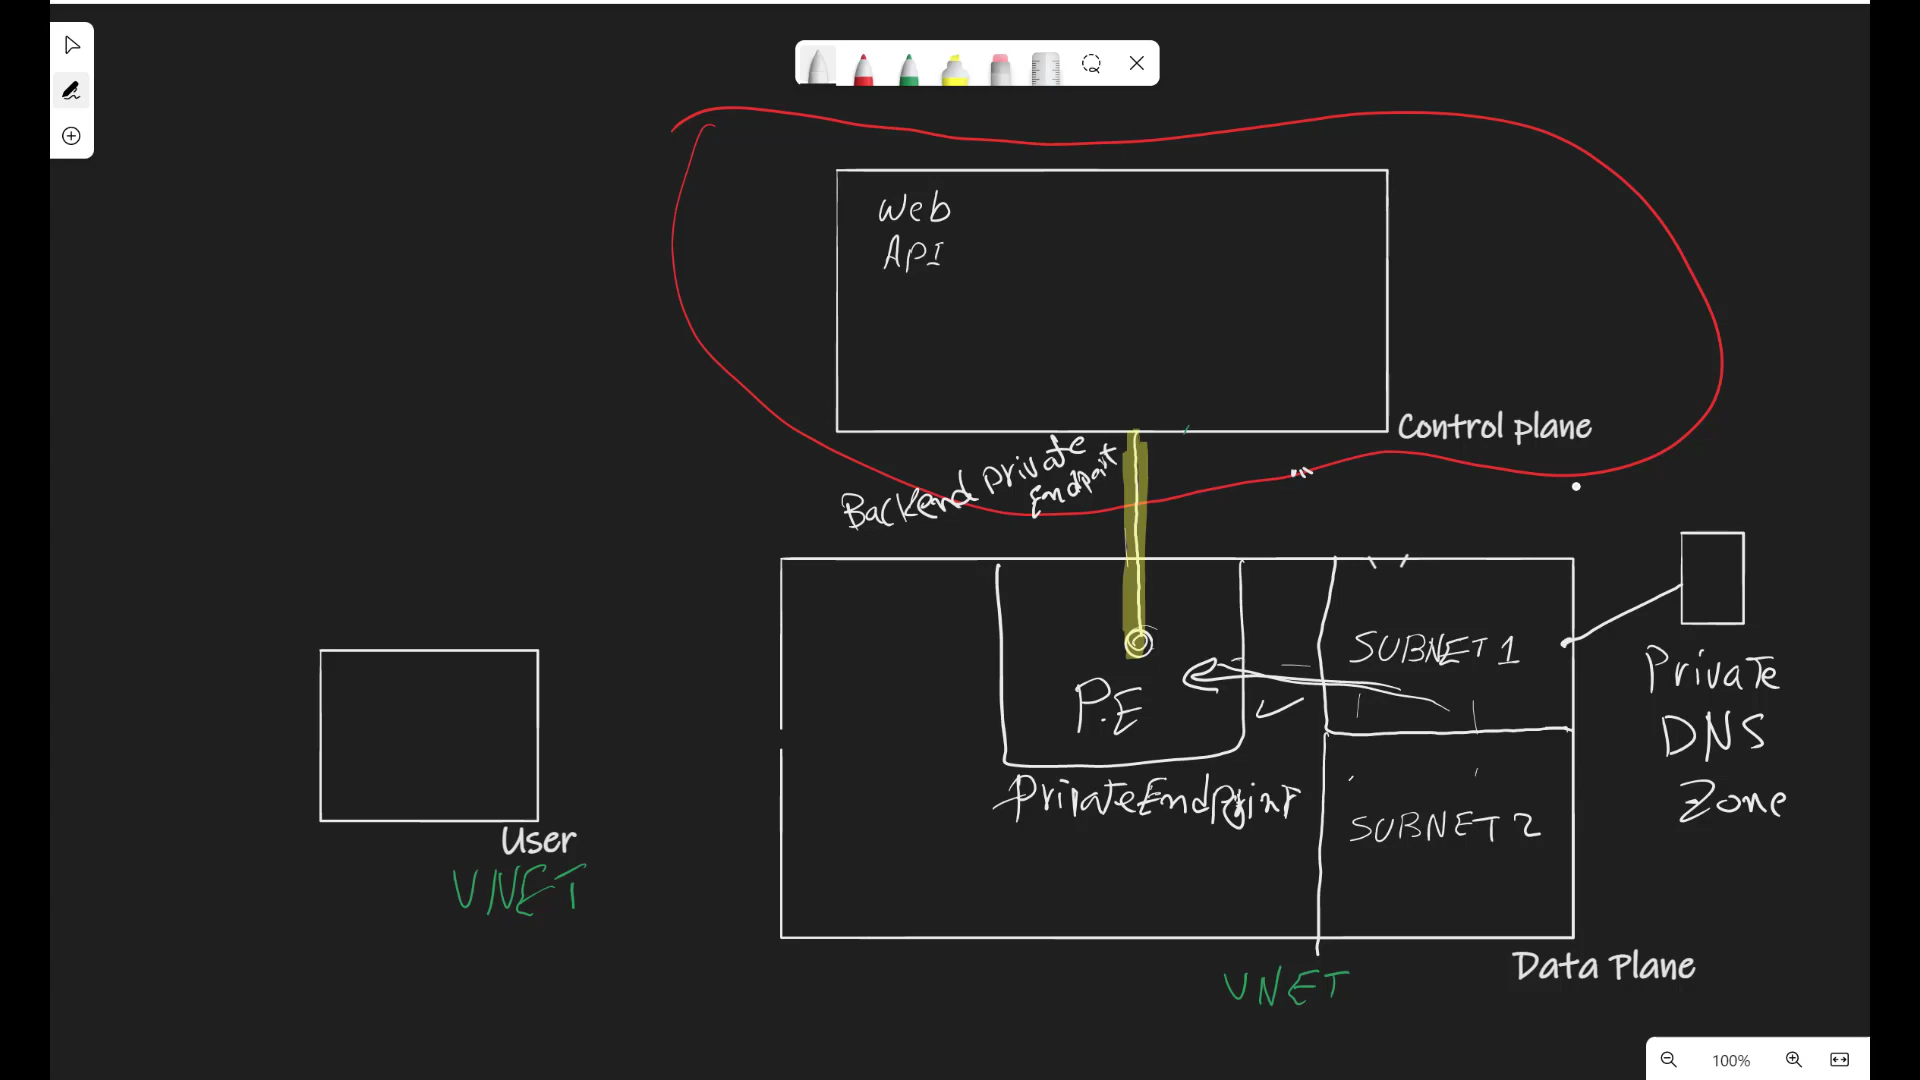 Web
API
Control plane
Backend private
Endpoint
SUBNET 1
P.E
Private
DNS
Zone
PrivateEndpoint
SUBNET 2
User
VNET
Data Plane
VNET
100%